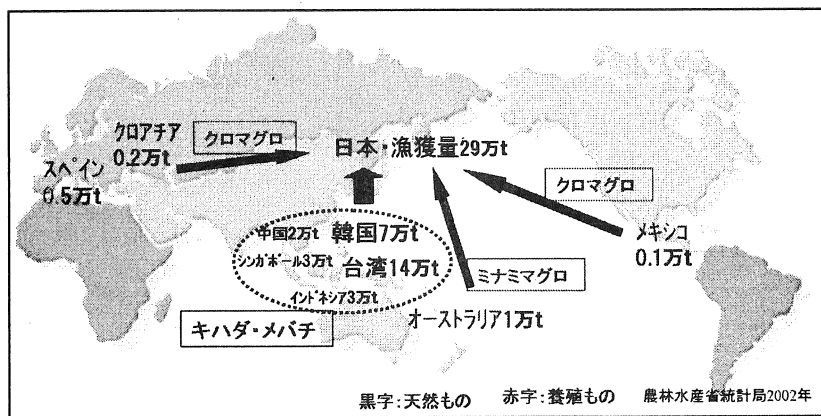 クロアチア
0.2万t
クロマグロ
日本・漁獲量29万t
スペイン
0.5万t
クロマグロ
中国2万t
韓国7万t
メキシコ
0.1万t
シンガポール3万t
台湾14万t
インドネシア3万t
ミナミマグロ
キハダ・メバチ
オーストラリア1万t
黒字:天然もの 赤字:養殖もの 農林水産省統計局2002年